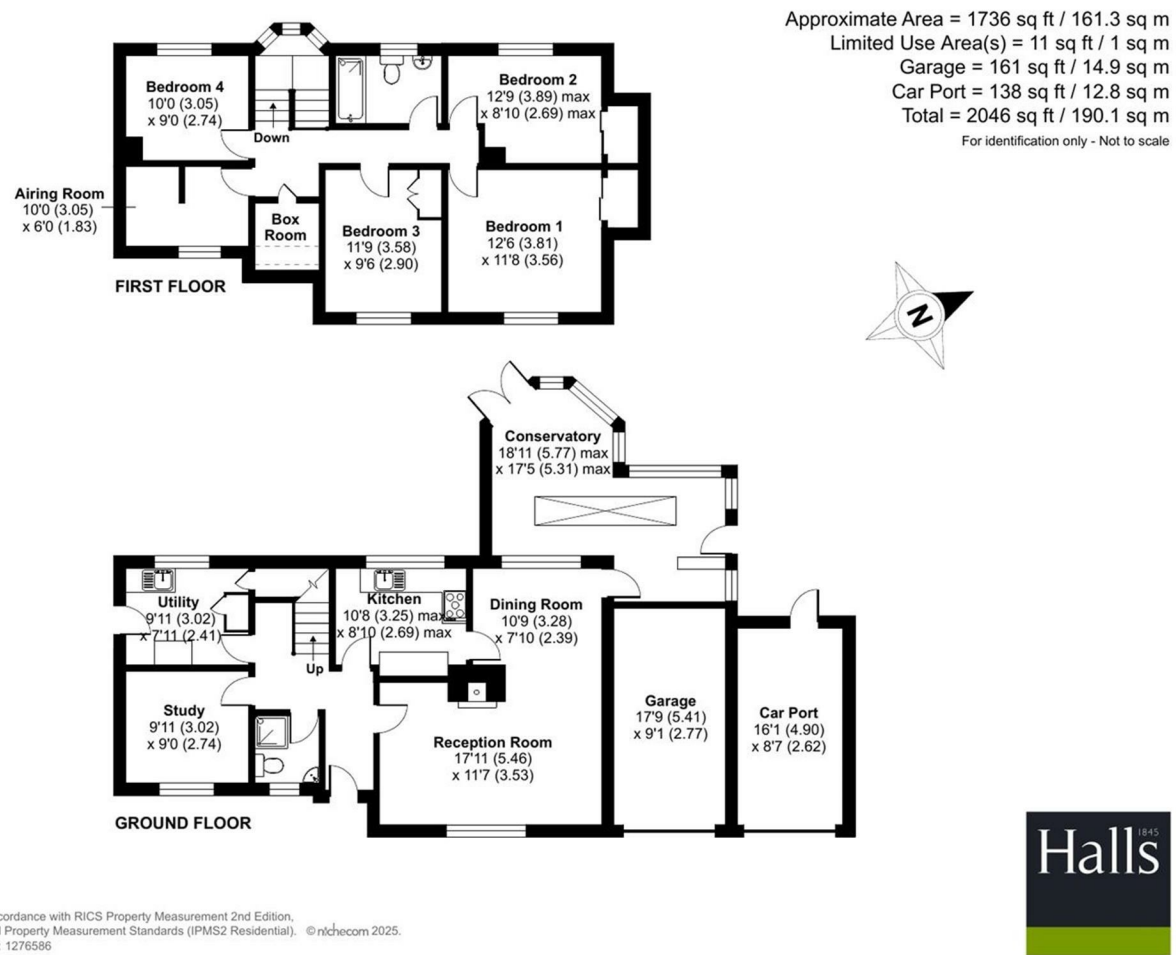 Approximate Area = 1736 sq ft / 161.3 sq m
Limited Use Area(s) = 11 sq ft / 1 sq m
Garage = 161 sq ft / 14.9 sq m
Car Port = 138 sq ft / 12.8 sq m
Total = 2046 sq ft / 190.1 sq m
For identification only - Not to scale
Bedroom 4
10'0 (3.05)
x 9'0 (2.74)
Down
Bedroom 2
12'9 (3.89) max
x 8'10 (2.69) max
Airing Room
10'0 (3.05)
x 6'0 (1.83)
Box
Room
Bedroom 3
11'9 (3.58)
x 9'6 (2.90)
Bedroom 1
12'6 (3.81)
x 11'8 (3.56)
FIRST FLOOR
N
Conservatory
18'11 (5.77) max
x 17'5 (5.31) max
Utility
9'11 (3.02)
x 7'11 (2.41)
Up
Kitchen
10'8 (3.25) max
x 8'10 (2.69) max
Dining Room
10'9 (3.28)
x 7'10 (2.39)
Study
9'11 (3.02)
x 9'0 (2.74)
Reception Room
17'11 (5.46)
x 11'7 (3.53)
Garage
17'9 (5.41)
x 9'1 (2.77)
Car Port
16'1 (4.90)
x 8'7 (2.62)
GROUND FLOOR
Halls
1845
cordance with RICS Property Measurement 2nd Edition,
l Property Measurement Standards (IPMS2 Residential). © nichecom 2025.
: 1276586